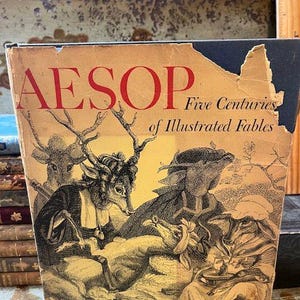 AESOP
Five Centuries
of Illustrated Fables